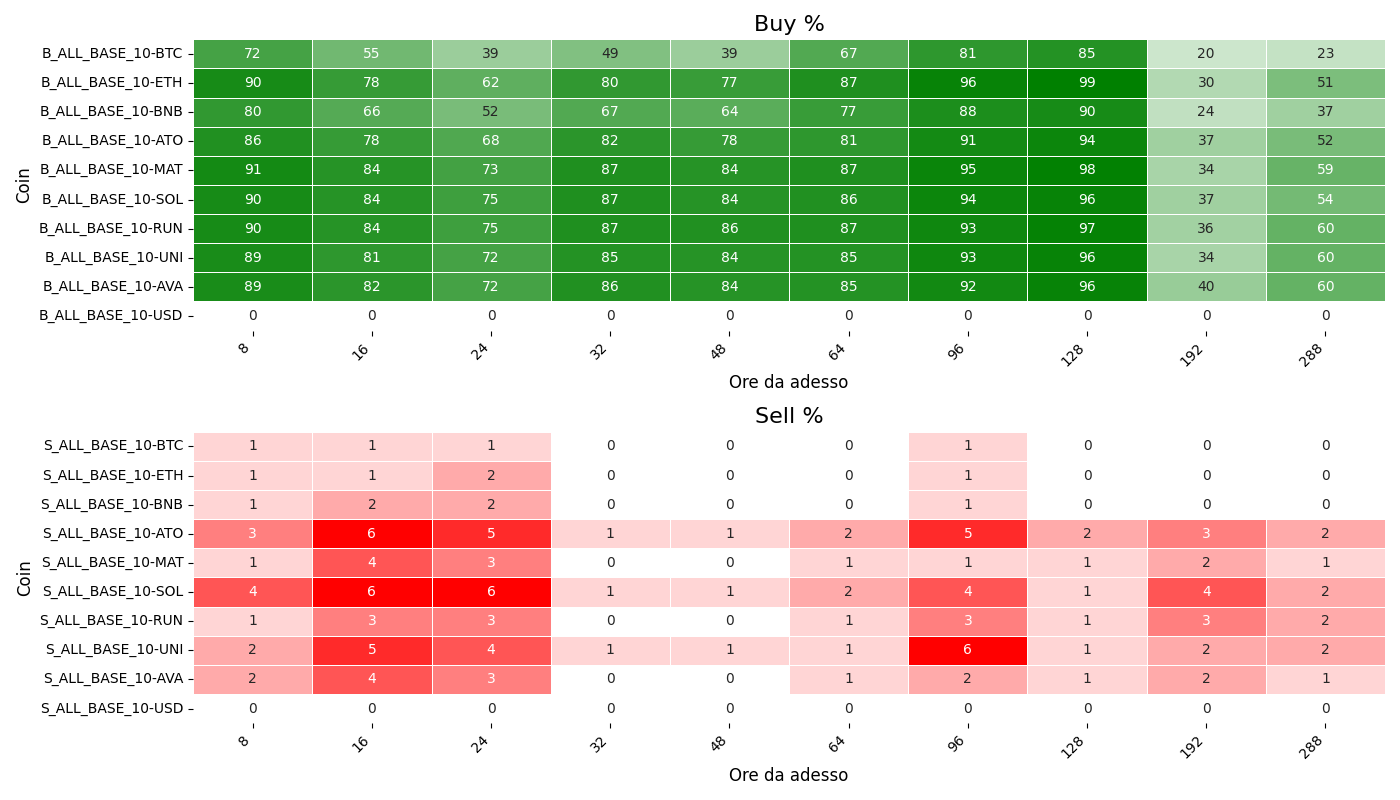 Buy %
Coin
B_ALL_BASE_10-BTC 72 55 39 49 39 67 81 85 20 23
B_ALL_BASE_10-ETH 90 78 62 80 77 87 96 99 30 51
B_ALL_BASE_10-BNB 80 66 52 67 64 77 88 90 24 37
B_ALL_BASE_10-ATO 86 78 68 82 78 81 91 94 37 52
B_ALL_BASE_10-MAT 91 84 73 87 84 87 95 98 34 59
B_ALL_BASE_10-SOL 90 84 75 87 84 86 94 96 37 54
B_ALL_BASE_10-RUN 90 84 75 87 86 87 93 97 36 60
B_ALL_BASE_10-UNI 89 81 72 85 84 85 93 96 34 60
B_ALL_BASE_10-AVA 89 82 72 86 84 85 92 96 40 60
B_ALL_BASE_10-USD 0 0 0 0 0 0 0 0 0 0
8 16 24 32 48 64 96 128 192 288
Ore da adesso
Sell %
Coin
S_ALL_BASE_10-BTC 1 1 1 0 0 0 1 0 0 0
S_ALL_BASE_10-ETH 1 1 2 0 0 0 1 0 0 0
S_ALL_BASE_10-BNB 1 2 2 0 0 0 1 0 0 0
S_ALL_BASE_10-ATO 3 6 5 1 1 2 5 2 3 2
S_ALL_BASE_10-MAT 1 4 3 0 0 1 1 1 2 1
S_ALL_BASE_10-SOL 4 6 6 1 1 2 4 1 4 2
S_ALL_BASE_10-RUN 1 3 3 0 0 1 3 1 3 2
S_ALL_BASE_10-UNI 2 5 4 1 1 1 6 1 2 2
S_ALL_BASE_10-AVA 2 4 3 0 0 1 2 1 2 1
S_ALL_BASE_10-USD 0 0 0 0 0 0 0 0 0 0
8 16 24 32 48 64 96 128 192 288
Ore da adesso